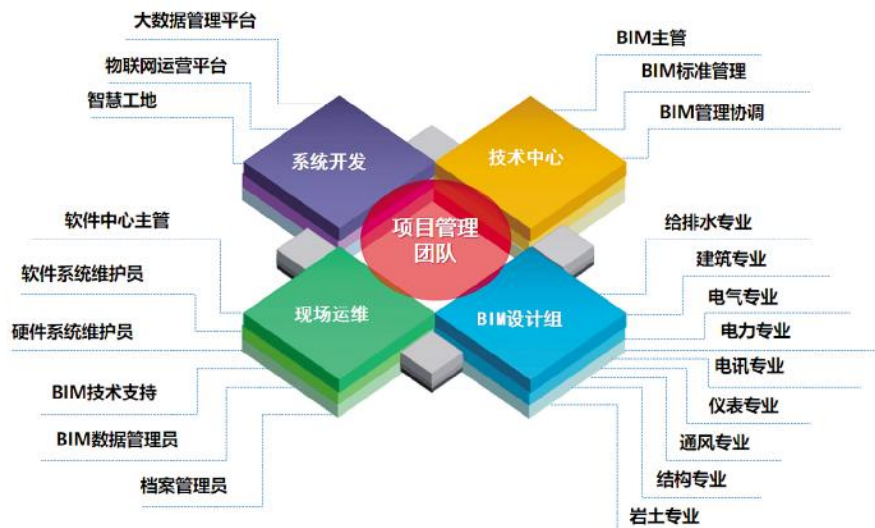 大数据管理平台
物联网运营平台
智慧工地
BIM主管
BIM标准管理
BIM管理协调
系统开发
技术中心
项目管理
团队
现场运维
BIM设计组
软件中心主管
软件系统维护员
硬件系统维护员
BIM技术支持
BIM数据管理员
档案管理员
给排水专业
建筑专业
电气专业
电力专业
电讯专业
仪表专业
通风专业
结构专业
岩土专业